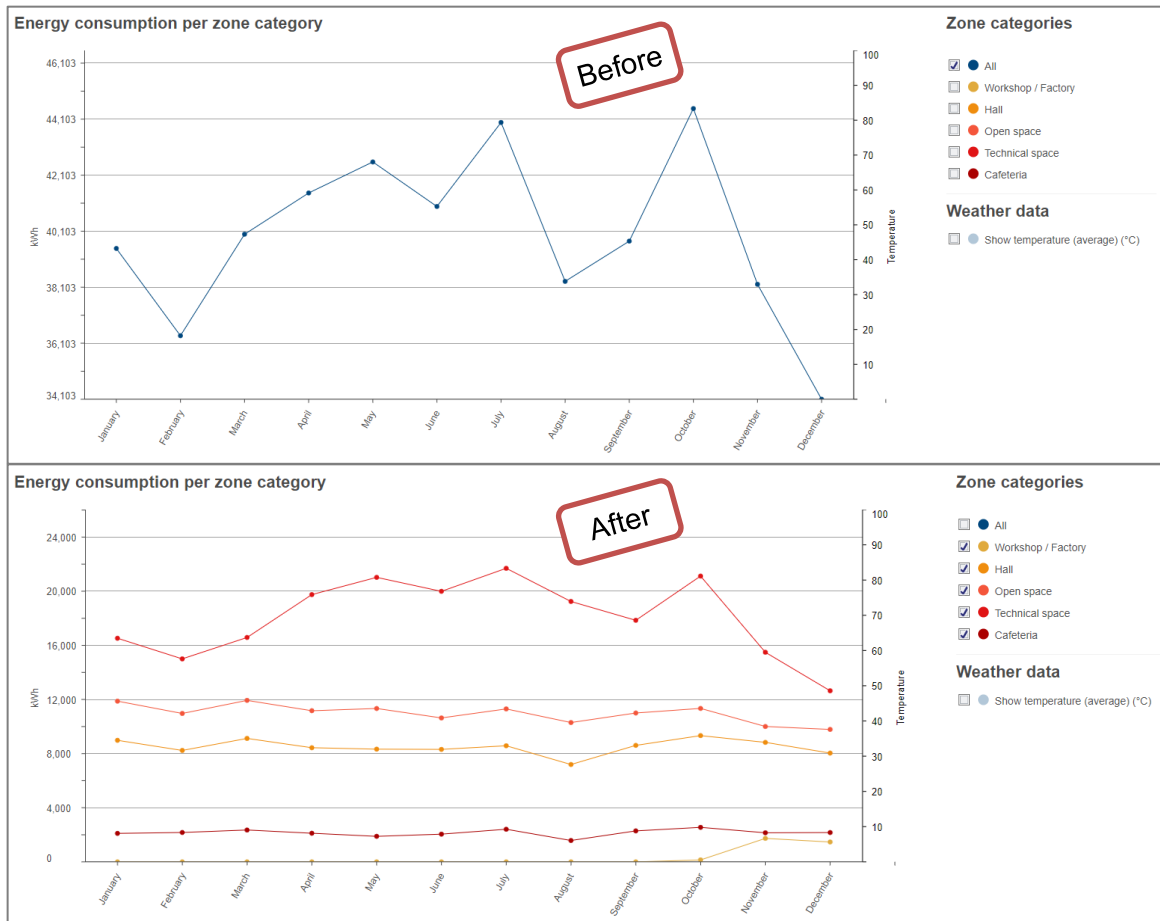 Energy consumption per zone category
Before
46,103
44,103
42,103
40,103
38,103
36,103
34,103
kWh
100
90
80
70
60
50
40
30
20
10
Temperature
January
February
March
April
May
June
July
August
September
October
November
December
Zone categories
All
Workshop / Factory
Hall
Open space
Technical space
Cafeteria
Weather data
Show temperature (average) (°C)
Energy consumption per zone category
After
24,000
20,000
16,000
12,000
8,000
4,000
0
kWh
100
90
80
70
60
50
40
30
20
10
Temperature
January
February
March
April
May
June
July
August
September
October
November
December
Zone categories
All
Workshop / Factory
Hall
Open space
Technical space
Cafeteria
Weather data
Show temperature (average) (°C)